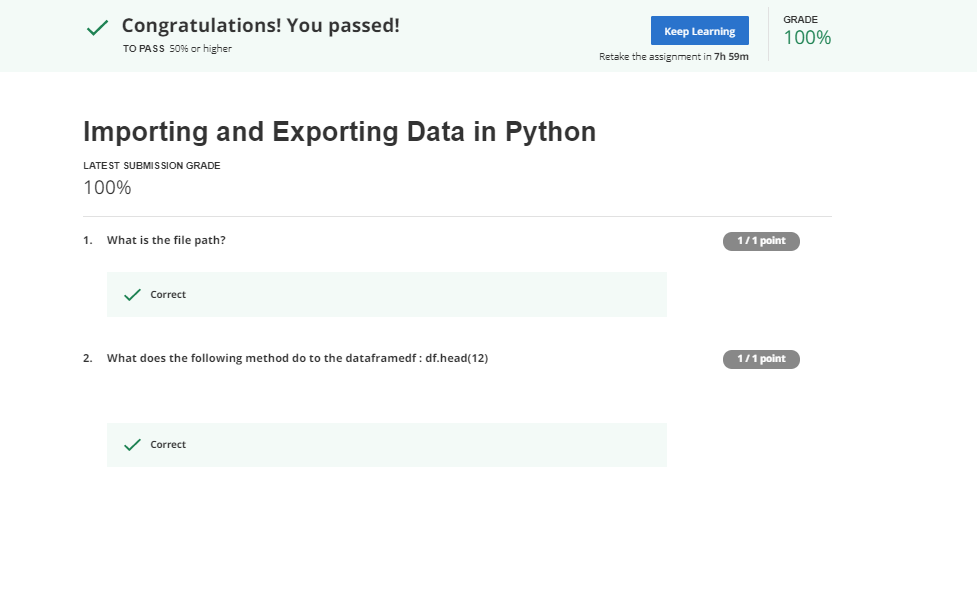 Congratulations! You passed!
TO PASS 50% or higher
Keep Learning
Retake the assignment in 7h 59m
GRADE
100%
Importing and Exporting Data in Python
LATEST SUBMISSION GRADE
100%
1. What is the file path?
1 / 1 point
Correct
2. What does the following method do to the dataframedf : df.head(12)
1 / 1 point
Correct